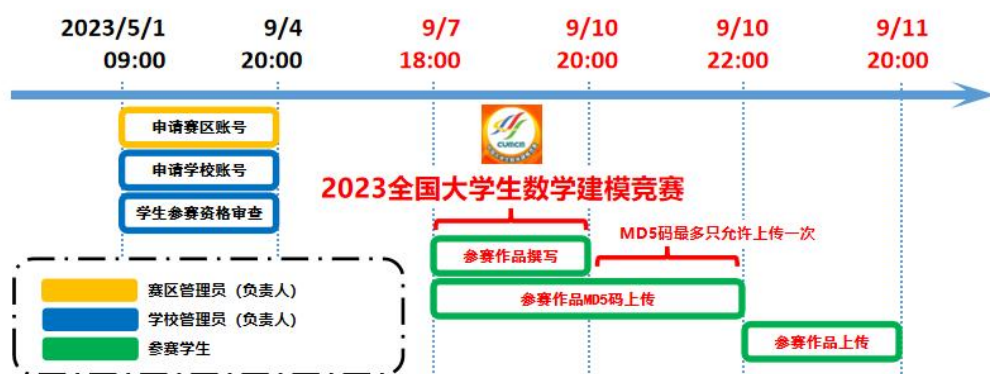 2023/5/1 9/4 9/7 9/10 9/10 9/11
09:00 20:00 18:00 20:00 22:00 20:00
申请赛区账号
CUMCM
申请学校账号
2023全国大学生数学建模竞赛
学生参赛资格审查
MD5码最多只允许上传一次
参赛作品撰写
赛区管理员（负责人）
参赛作品MD5码上传
学校管理员（负责人）
参赛学生
参赛作品上传